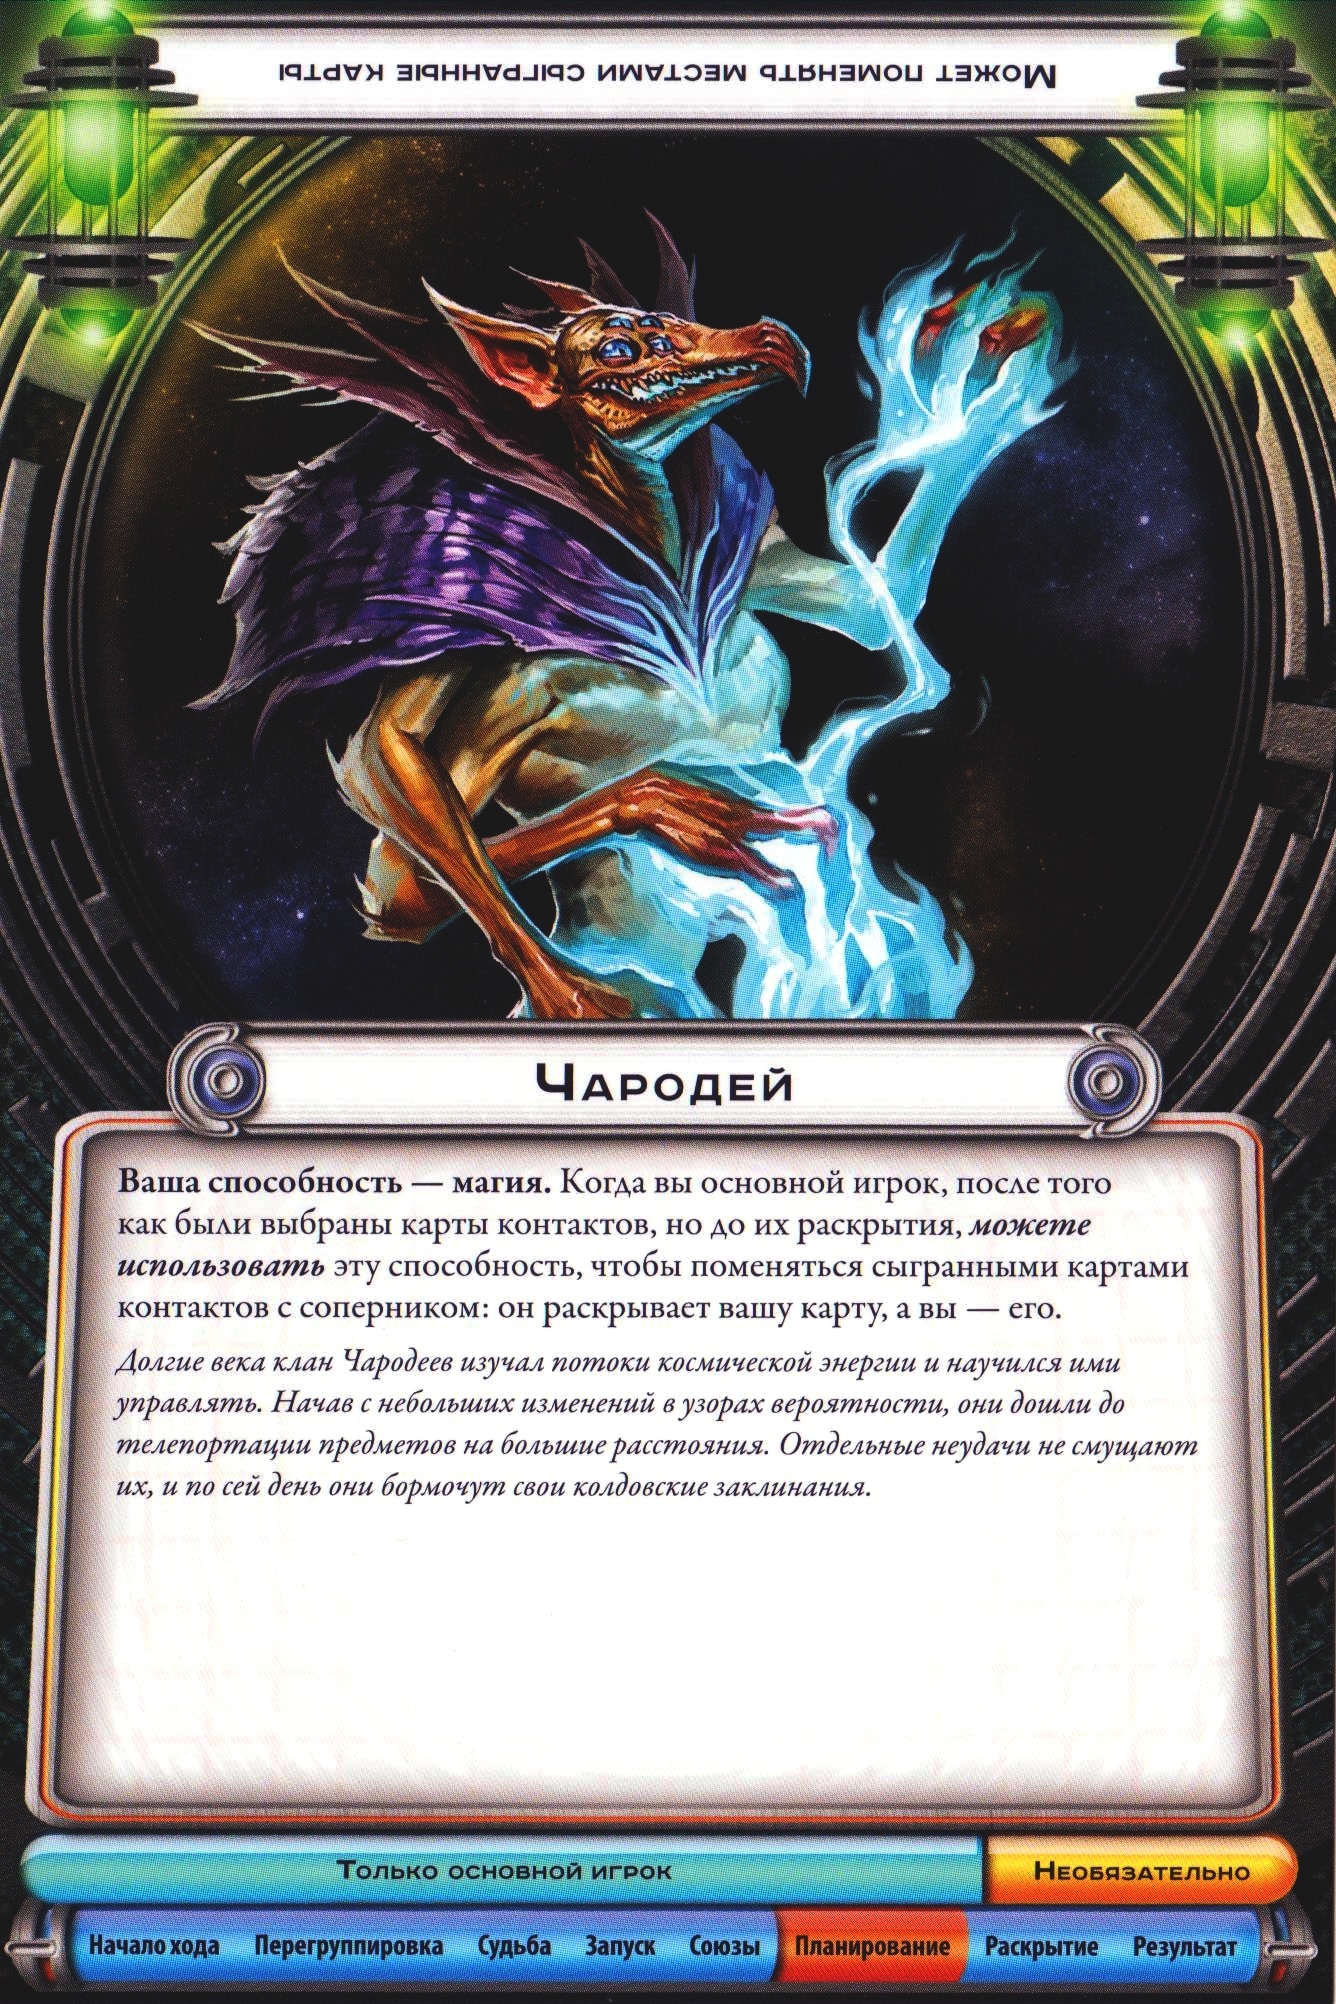 Может поменять местами сыгранные карты
Чародей
Ваша способность — магия. Когда вы основной игрок, после того
как были выбраны карты контактов, но до их раскрытия, можете
использовать эту способность, чтобы поменяться сыгранными картами
контактов с соперником: он раскрывает вашу карту, а вы — его.
Долгие века клан Чародеев изучал потоки космической энергии и научился ими
управлять. Начав с небольших изменений в узорах вероятности, они дошли до
телепортации предметов на большие расстояния. Отдельные неудачи не смущают
их, и по сей день они бормочут свои колдовские заклинания.
Только основной игрок Необязательно
Начало хода Перегруппировка Судьба Запуск Союзы Планирование Раскрытие Результат